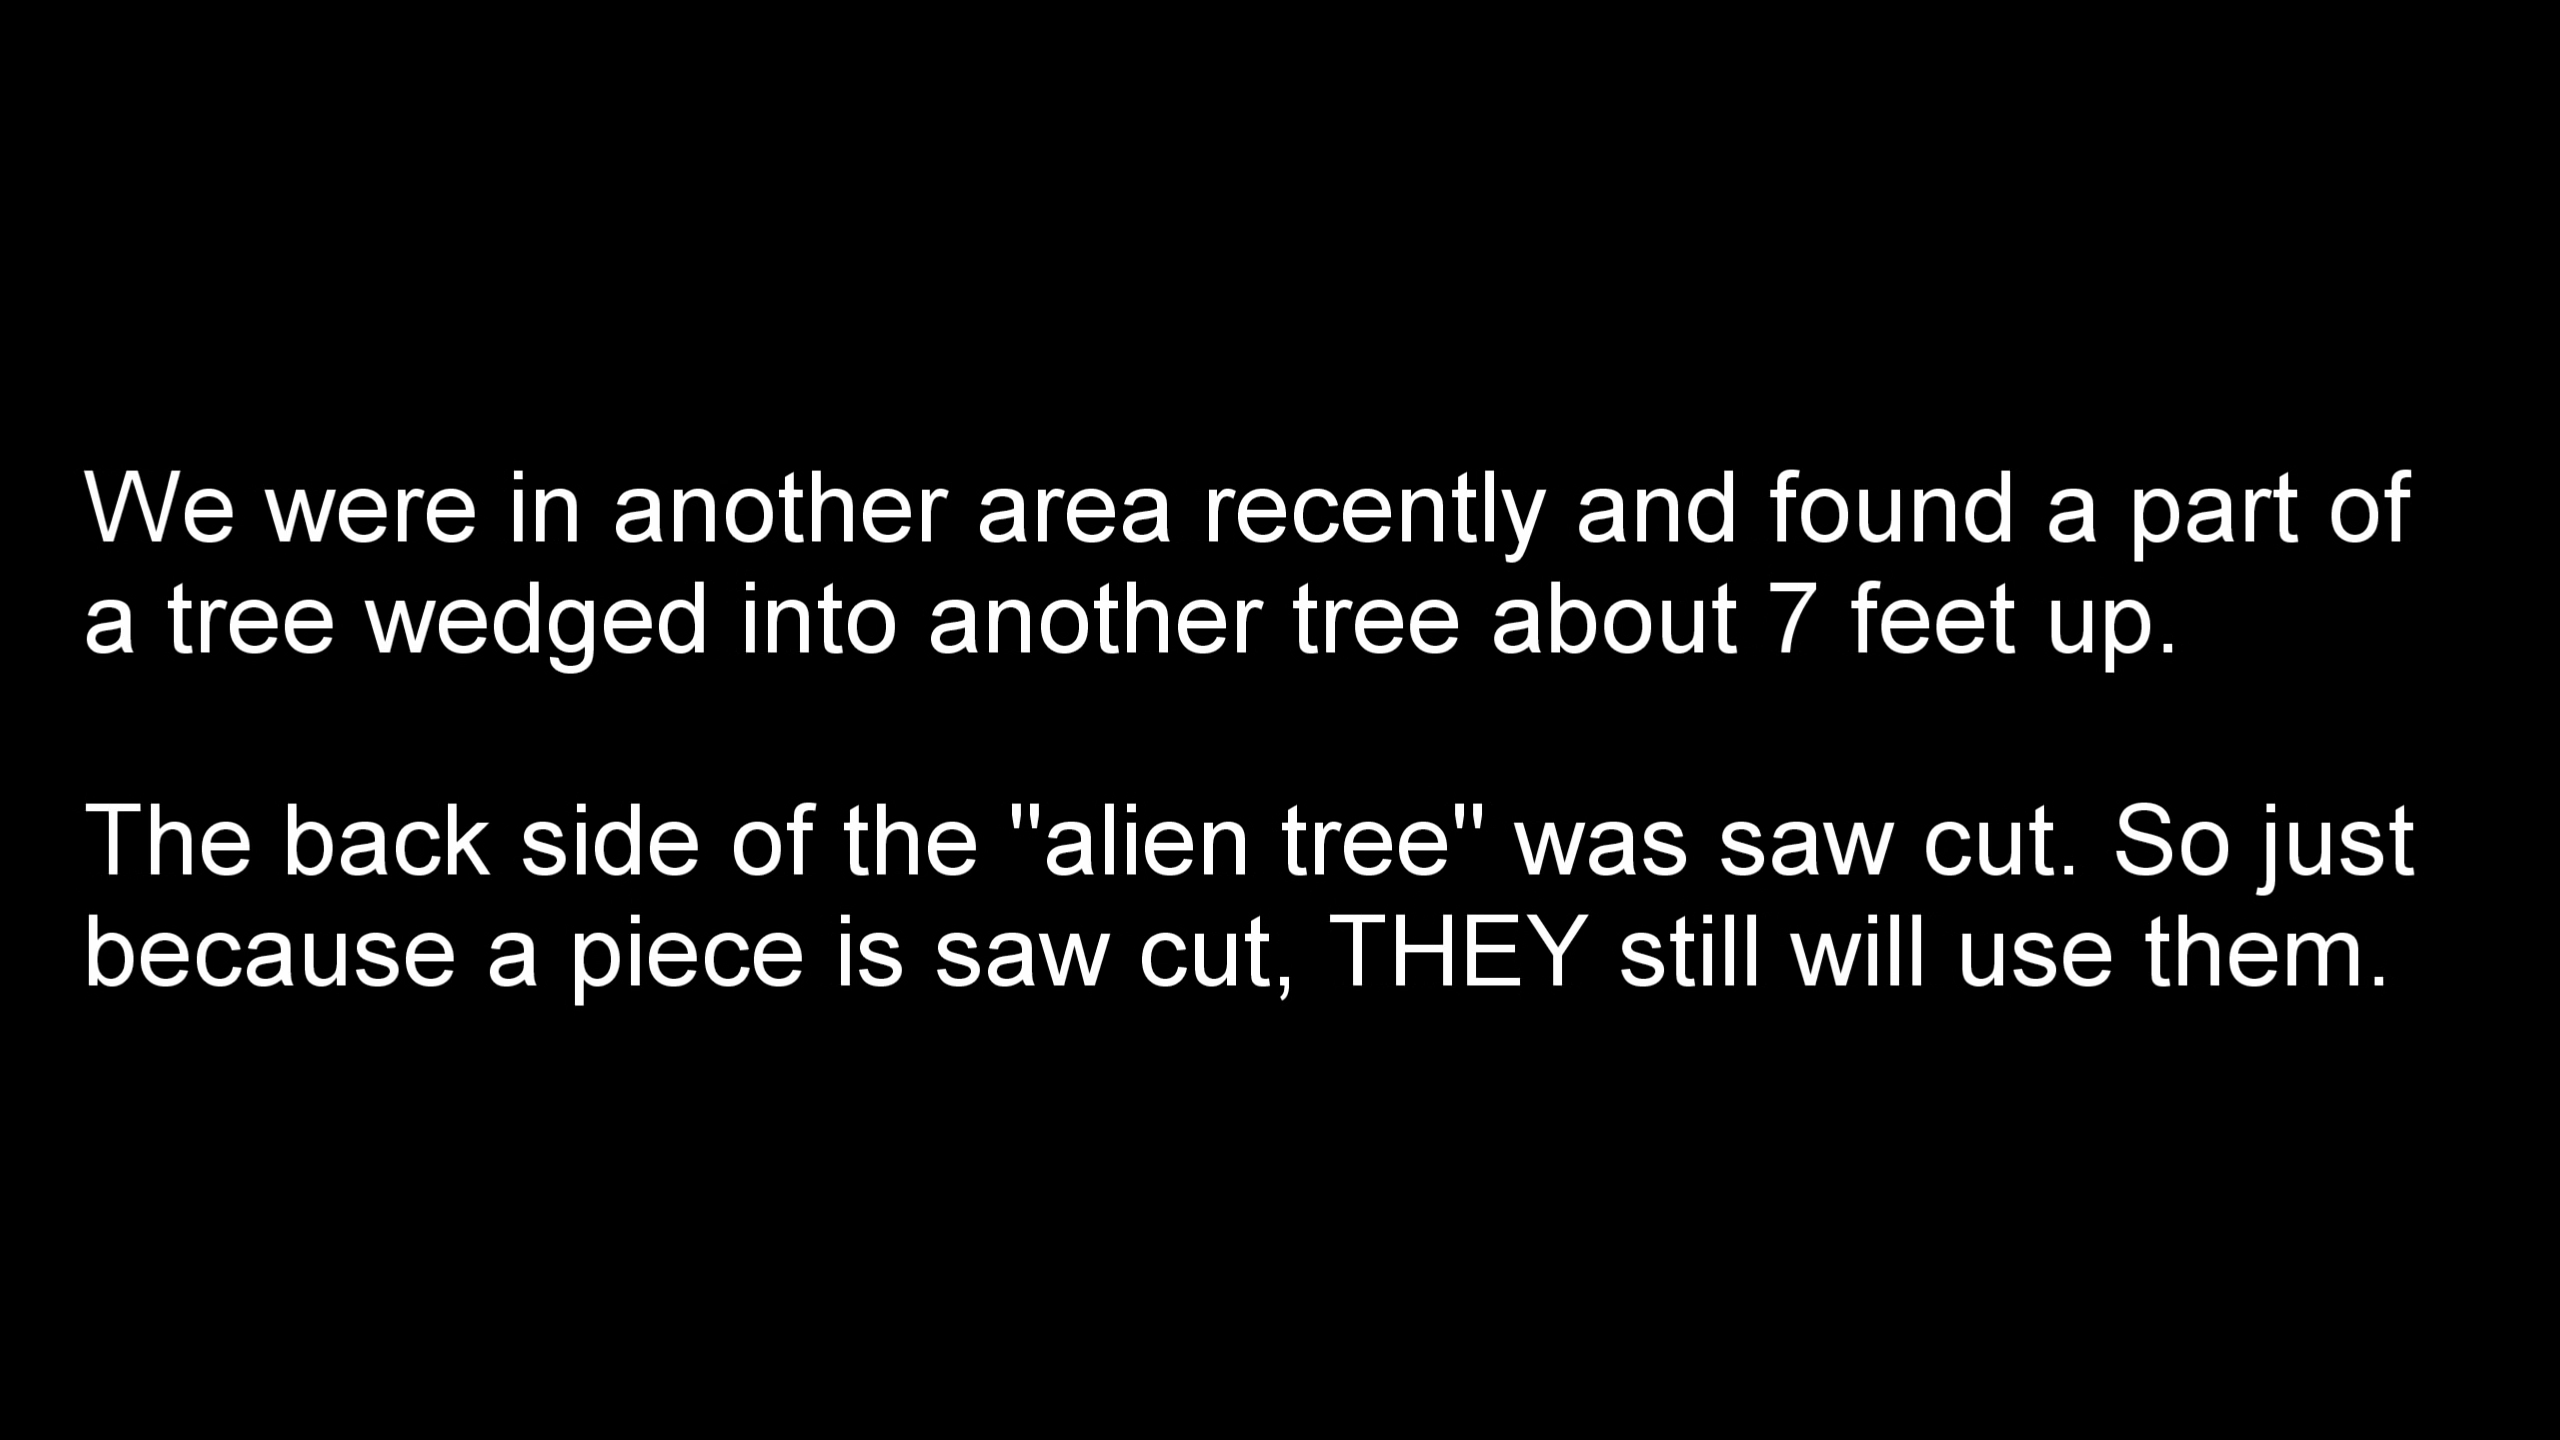 We were in another area recently and found a part of
a tree wedged into another tree about 7 feet up.
The back side of the "alien tree" was saw cut. So just
because a piece is saw cut, THEY still will use them.